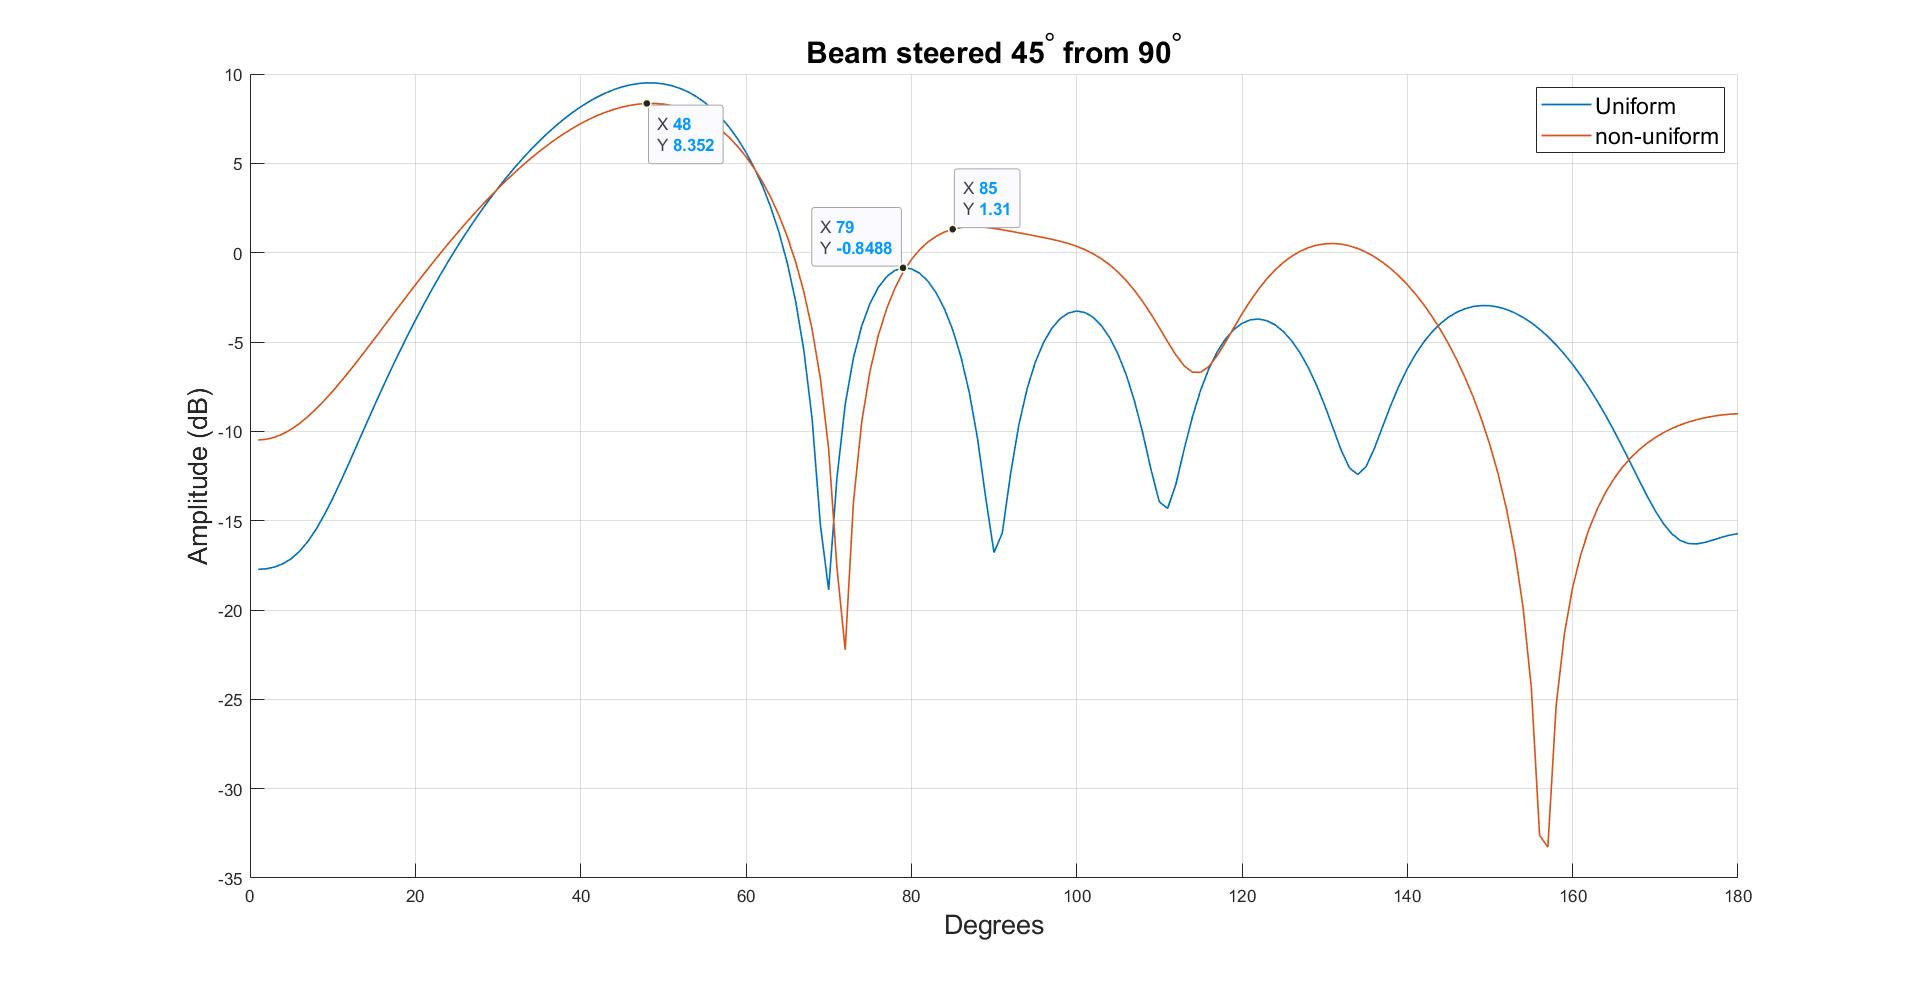 Beam steered 45° from 90°
Uniform
non-uniform
X 48
Y 8.352
X 85
Y 1.31
X 79
Y -0.8488
10
5
0
-5
-10
-15
-20
-25
-30
-35
Amplitude (dB)
0 20 40 60 80 100 120 140 160 180
Degrees